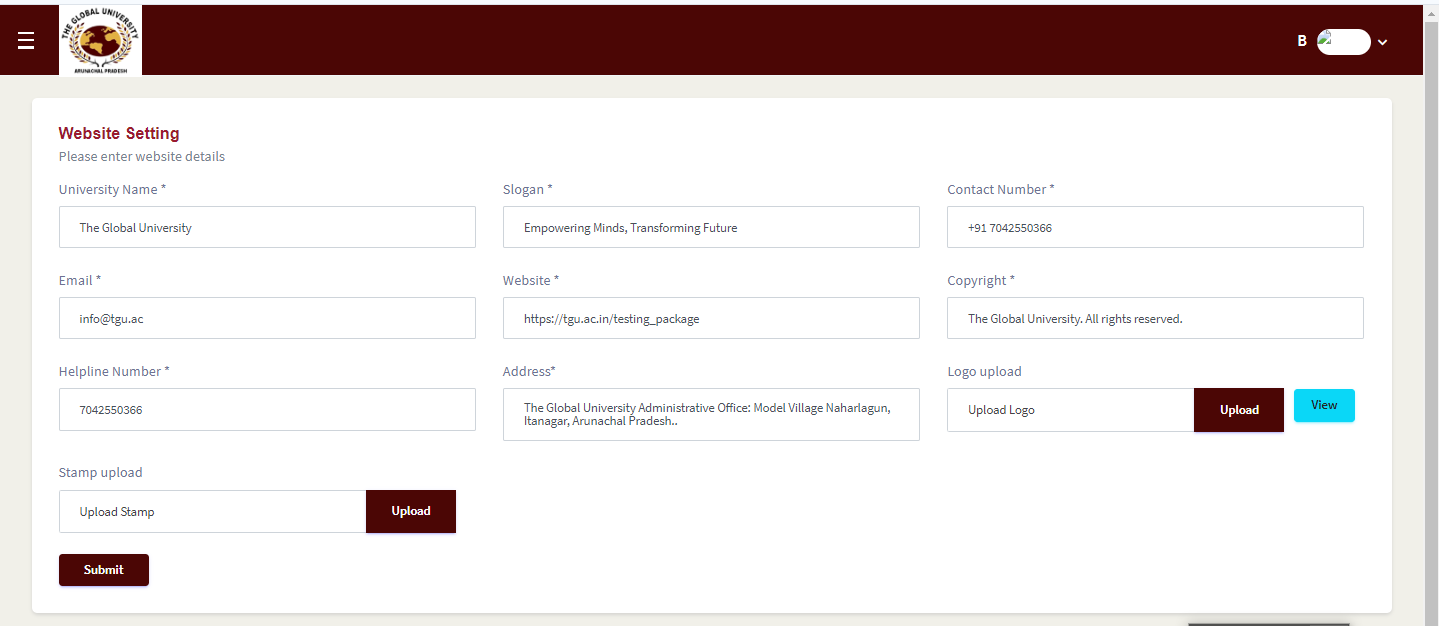 THE GLOBAL UNIVERSITY
ARUNACHAL PRADESH
B
Website Setting
Please enter website details
University Name *
Slogan *
Contact Number *
The Global University
Empowering Minds, Transforming Future
+91 7042550366
Email *
Website *
Copyright *
info@tgu.ac
https://tgu.ac.in/testing_package
The Global University. All rights reserved.
Helpline Number *
Address*
Logo upload
7042550366
The Global University Administrative Office: Model Village Naharlagun,
Itanagar, Arunachal Pradesh..
Upload Logo
Upload
View
Stamp upload
Upload Stamp
Upload
Submit